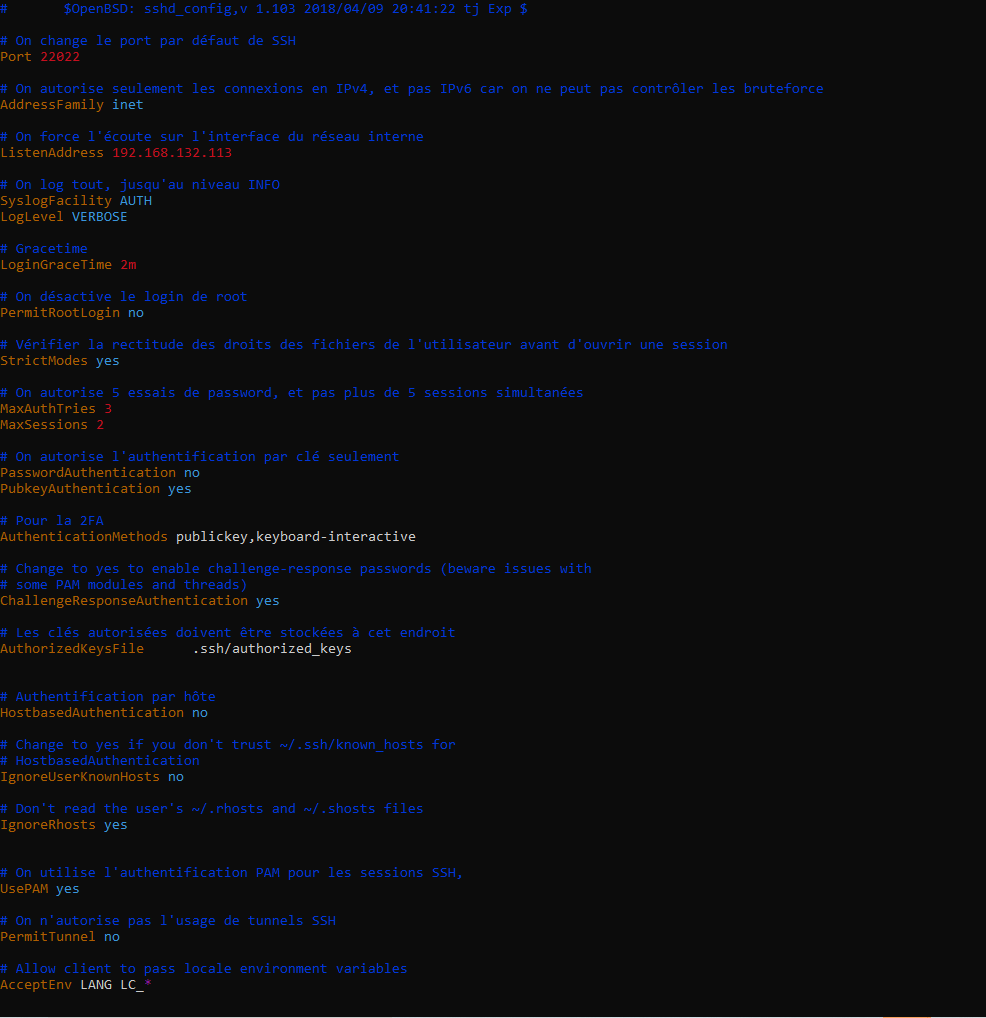 #       $OpenBSD: sshd_config,v 1.103 2018/04/09 20:41:22 tj Exp $
# On change le port par défaut de SSH
Port 22022
# On autorise seulement les connexions en IPv4, et pas IPv6 car on ne peut pas contrôler les bruteforce
AddressFamily inet
# On force l'écoute sur l'interface du réseau interne
ListenAddress 192.168.132.113
# On log tout, jusqu'au niveau INFO
SyslogFacility AUTH
LogLevel VERBOSE
# Gracetime
LoginGraceTime 2m
# On désactive le login de root
PermitRootLogin no
# Vérifier la rectitude des droits des fichiers de l'utilisateur avant d'ouvrir une session
StrictModes yes
# On autorise 5 essais de password, et pas plus de 5 sessions simultanées
MaxAuthTries 3
MaxSessions 2
# On autorise l'authentification par clé seulement
PasswordAuthentication no
PubkeyAuthentication yes
# Pour la 2FA
AuthenticationMethods publickey,keyboard-interactive
# Change to yes to enable challenge-response passwords (beware issues with
# some PAM modules and threads)
ChallengeResponseAuthentication yes
# Les clés autorisées doivent être stockées à cet endroit
AuthorizedKeysFile      .ssh/authorized_keys
# Authentification par hôte
HostbasedAuthentication no
# Change to yes if you don't trust ~/.ssh/known_hosts for
# HostbasedAuthentication
IgnoreUserKnownHosts no
# Don't read the user's ~/.rhosts and ~/.shosts files
IgnoreRhosts yes
# On utilise l'authentification PAM pour les sessions SSH,
UsePAM yes
# On n'autorise pas l'usage de tunnels SSH
PermitTunnel no
# Allow client to pass locale environment variables
AcceptEnv LANG LC_*